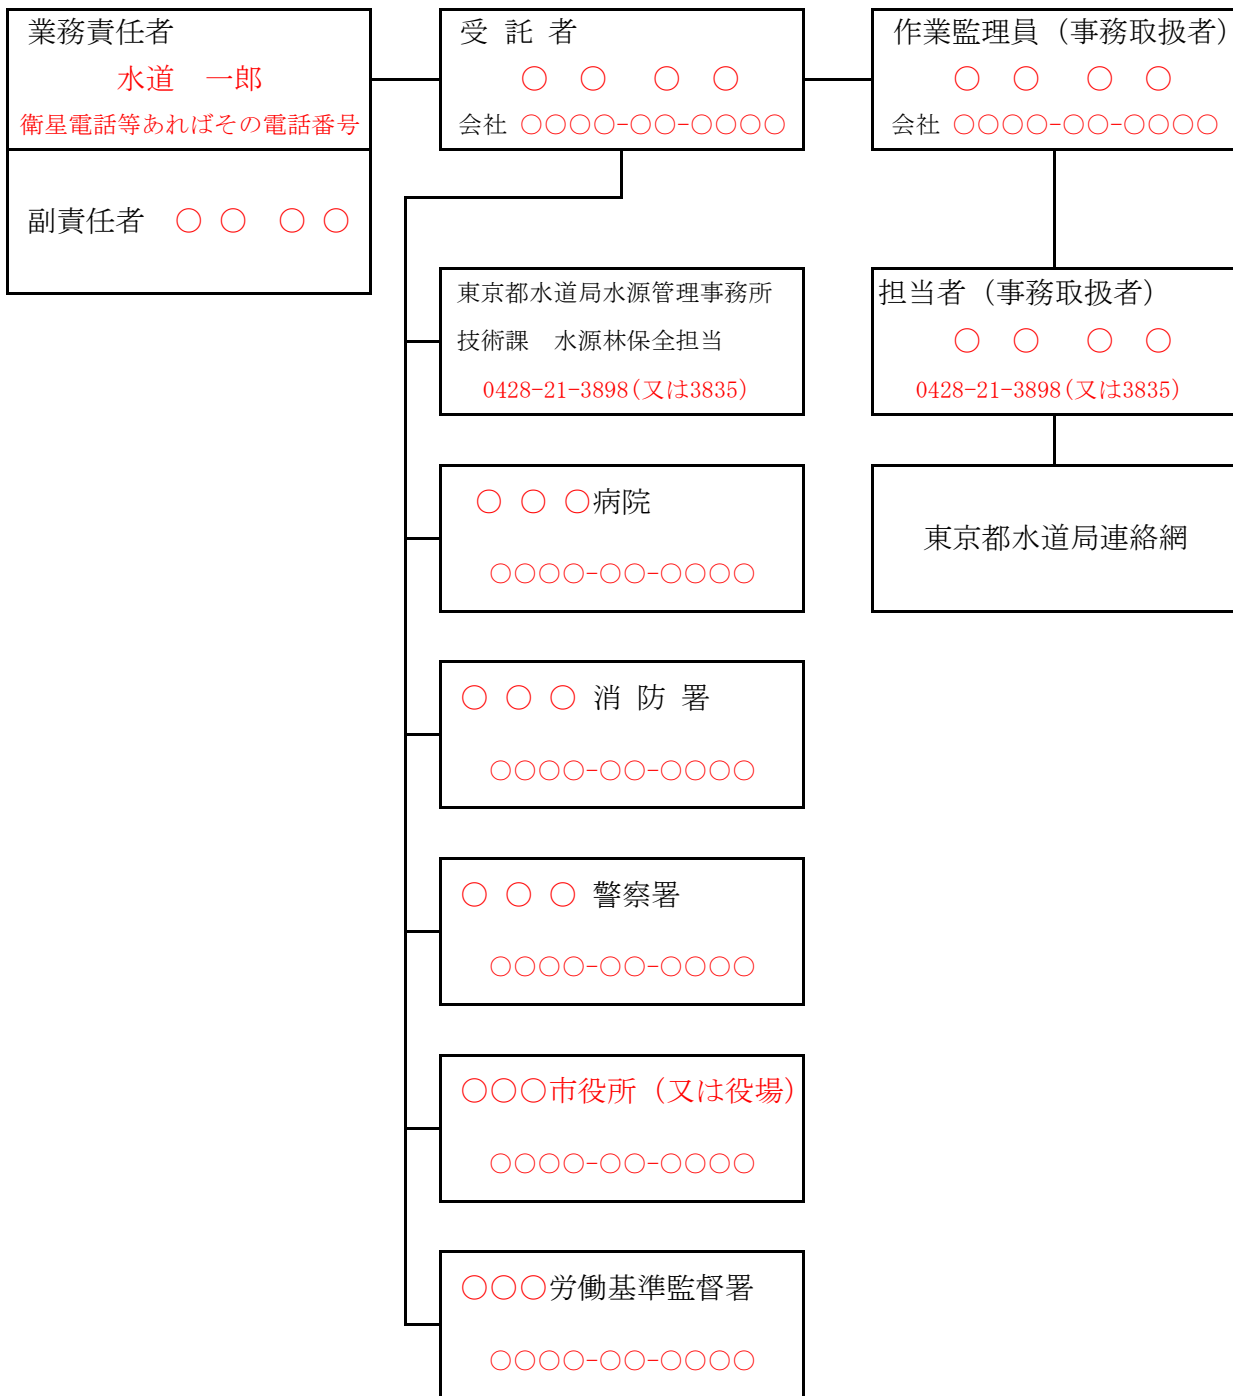 業務責任者
水道　一郎
衛星電話等あればその電話番号
副責任者　○ ○　○ ○
受 託 者
○ ○　○ ○
会社 ○○○○-○○-○○○○
作業監理員（事務取扱者）
○ ○　○ ○
会社 ○○○○-○○-○○○○
東京都水道局水源管理事務所
技術課　水源林保全担当
0428-21-3898(又は3835)
担当者（事務取扱者）
○ ○　○ ○
0428-21-3898(又は3835)
○ ○ ○病院
○○○○-○○-○○○○
東京都水道局連絡網
○ ○ ○ 消 防 署
○○○○-○○-○○○○
○ ○ ○ 警察署
○○○○-○○-○○○○
○○○市役所（又は役場）
○○○○-○○-○○○○
○○○労働基準監督署
○○○○-○○-○○○○